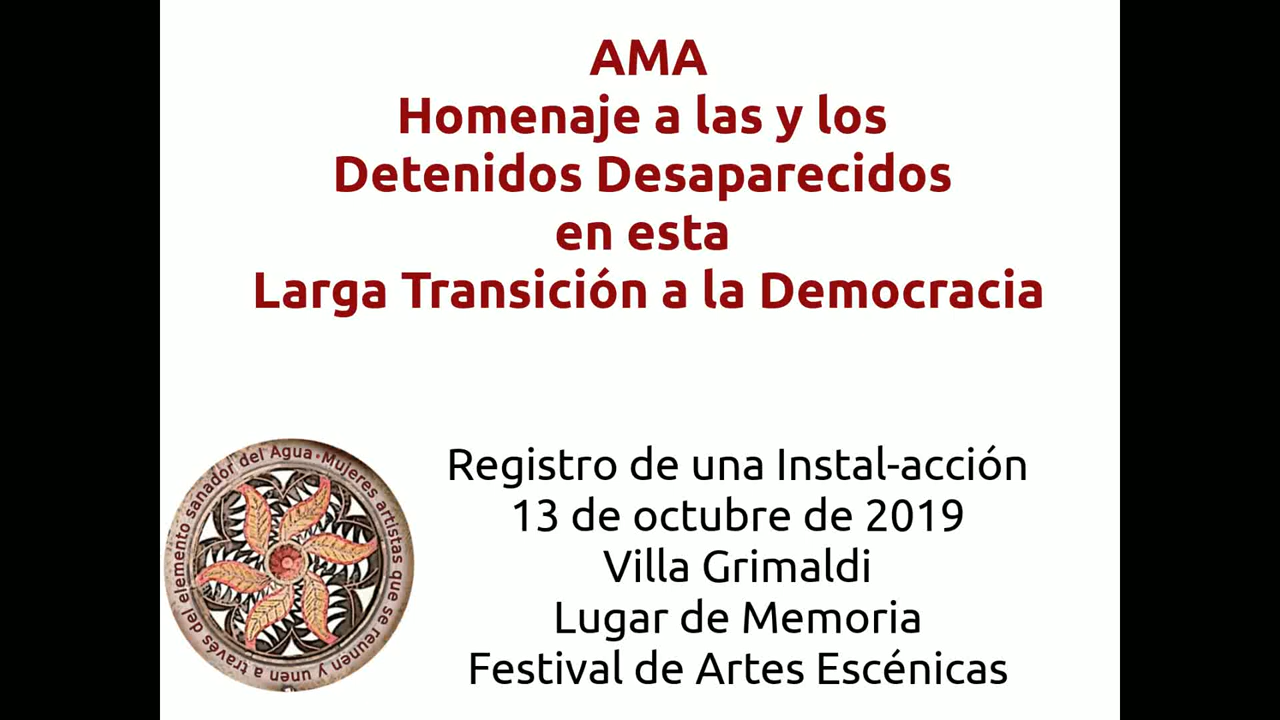 AMA
Homenaje a las y los
Detenidos Desaparecidos
en esta
Larga Transición a la Democracia
Mujeres artistas que se reunen y unen a través del elemento sanador del Agua •
Registro de una Instal-acción
13 de octubre de 2019
Villa Grimaldi
Lugar de Memoria
Festival de Artes Escénicas